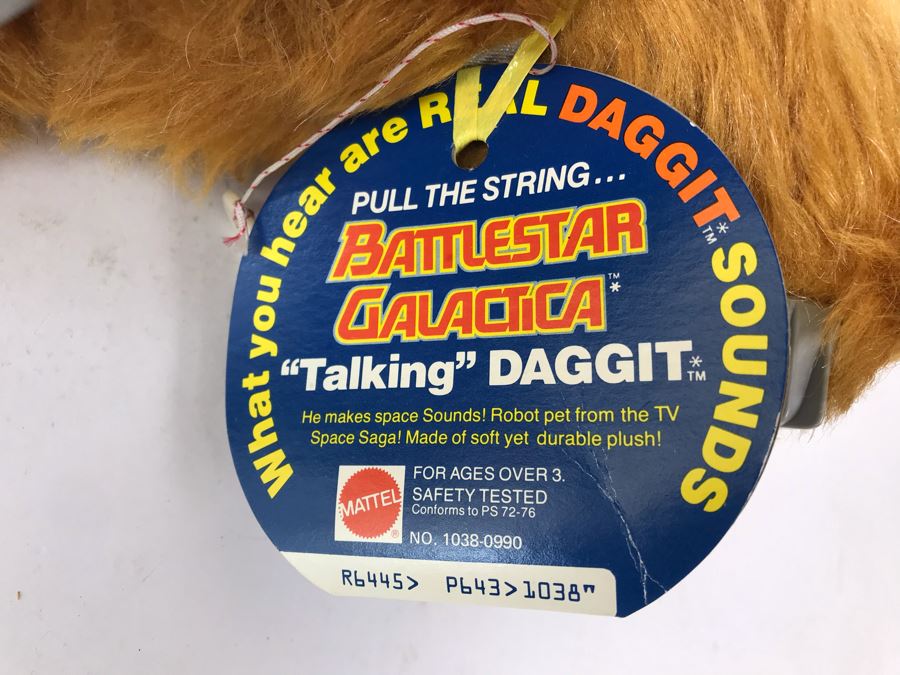 What you hear are REAL DAGGIT™* SOUNDS
PULL THE STRING...
BATTLESTAR
GALACTICA™*
“Talking” DAGGIT*™
He makes space Sounds! Robot pet from the TV
Space Saga! Made of soft yet durable plush!
MATTEL®
FOR AGES OVER 3.
SAFETY TESTED
Conforms to PS 72-76
NO. 1038-0990
R6445> P643>1038"